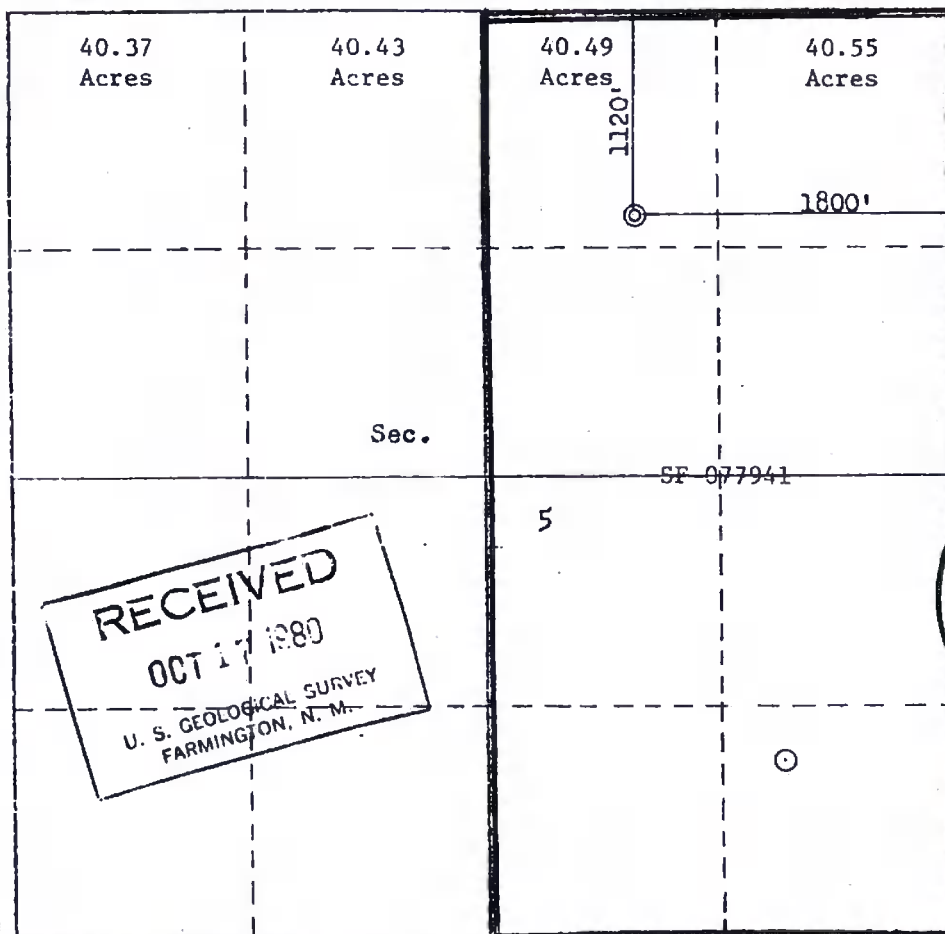 40.37
Acres
40.43
Acres
40.49
Acres
40.55
Acres
1120'
1800'
Sec.
SF 077941
5
RECEIVED
OCT 17 1980
U. S. GEOLOGICAL SURVEY
FARMINGTON, N. M.